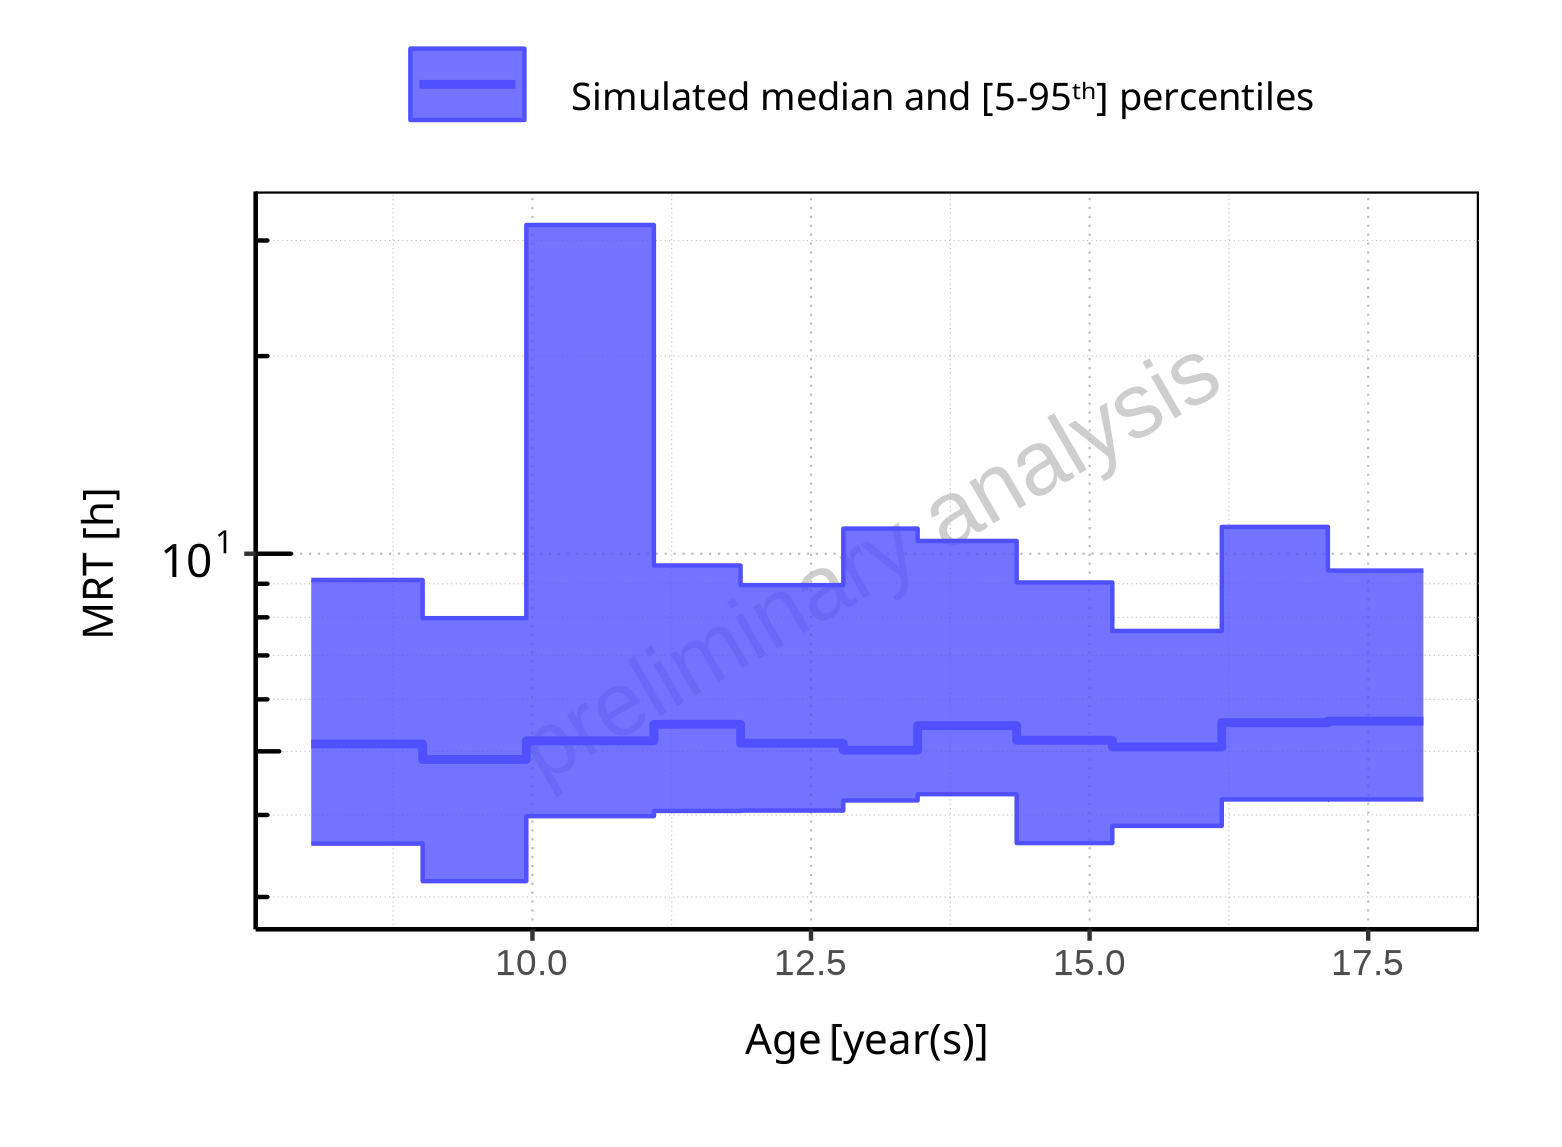 Simulated median and [5-95ᵗʰ] percentiles
MRT [h]
10¹
preliminary analysis
10.0 12.5 15.0 17.5
Age [year(s)]